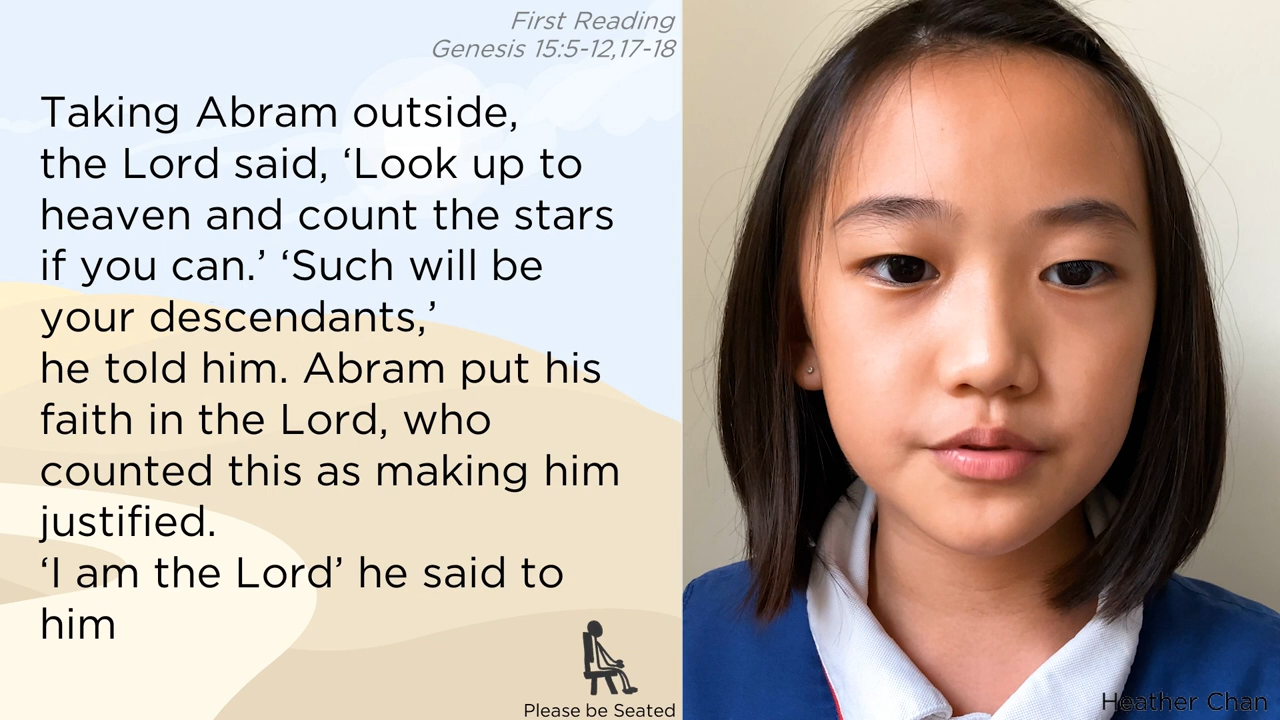 First Reading
Genesis 15:5-12,17-18
Taking Abram outside,
the Lord said, ‘Look up to
heaven and count the stars
if you can.’ ‘Such will be
your descendants,’
he told him. Abram put his
faith in the Lord, who
counted this as making him
justified.
‘I am the Lord’ he said to
him
Please be Seated
Heather Chan